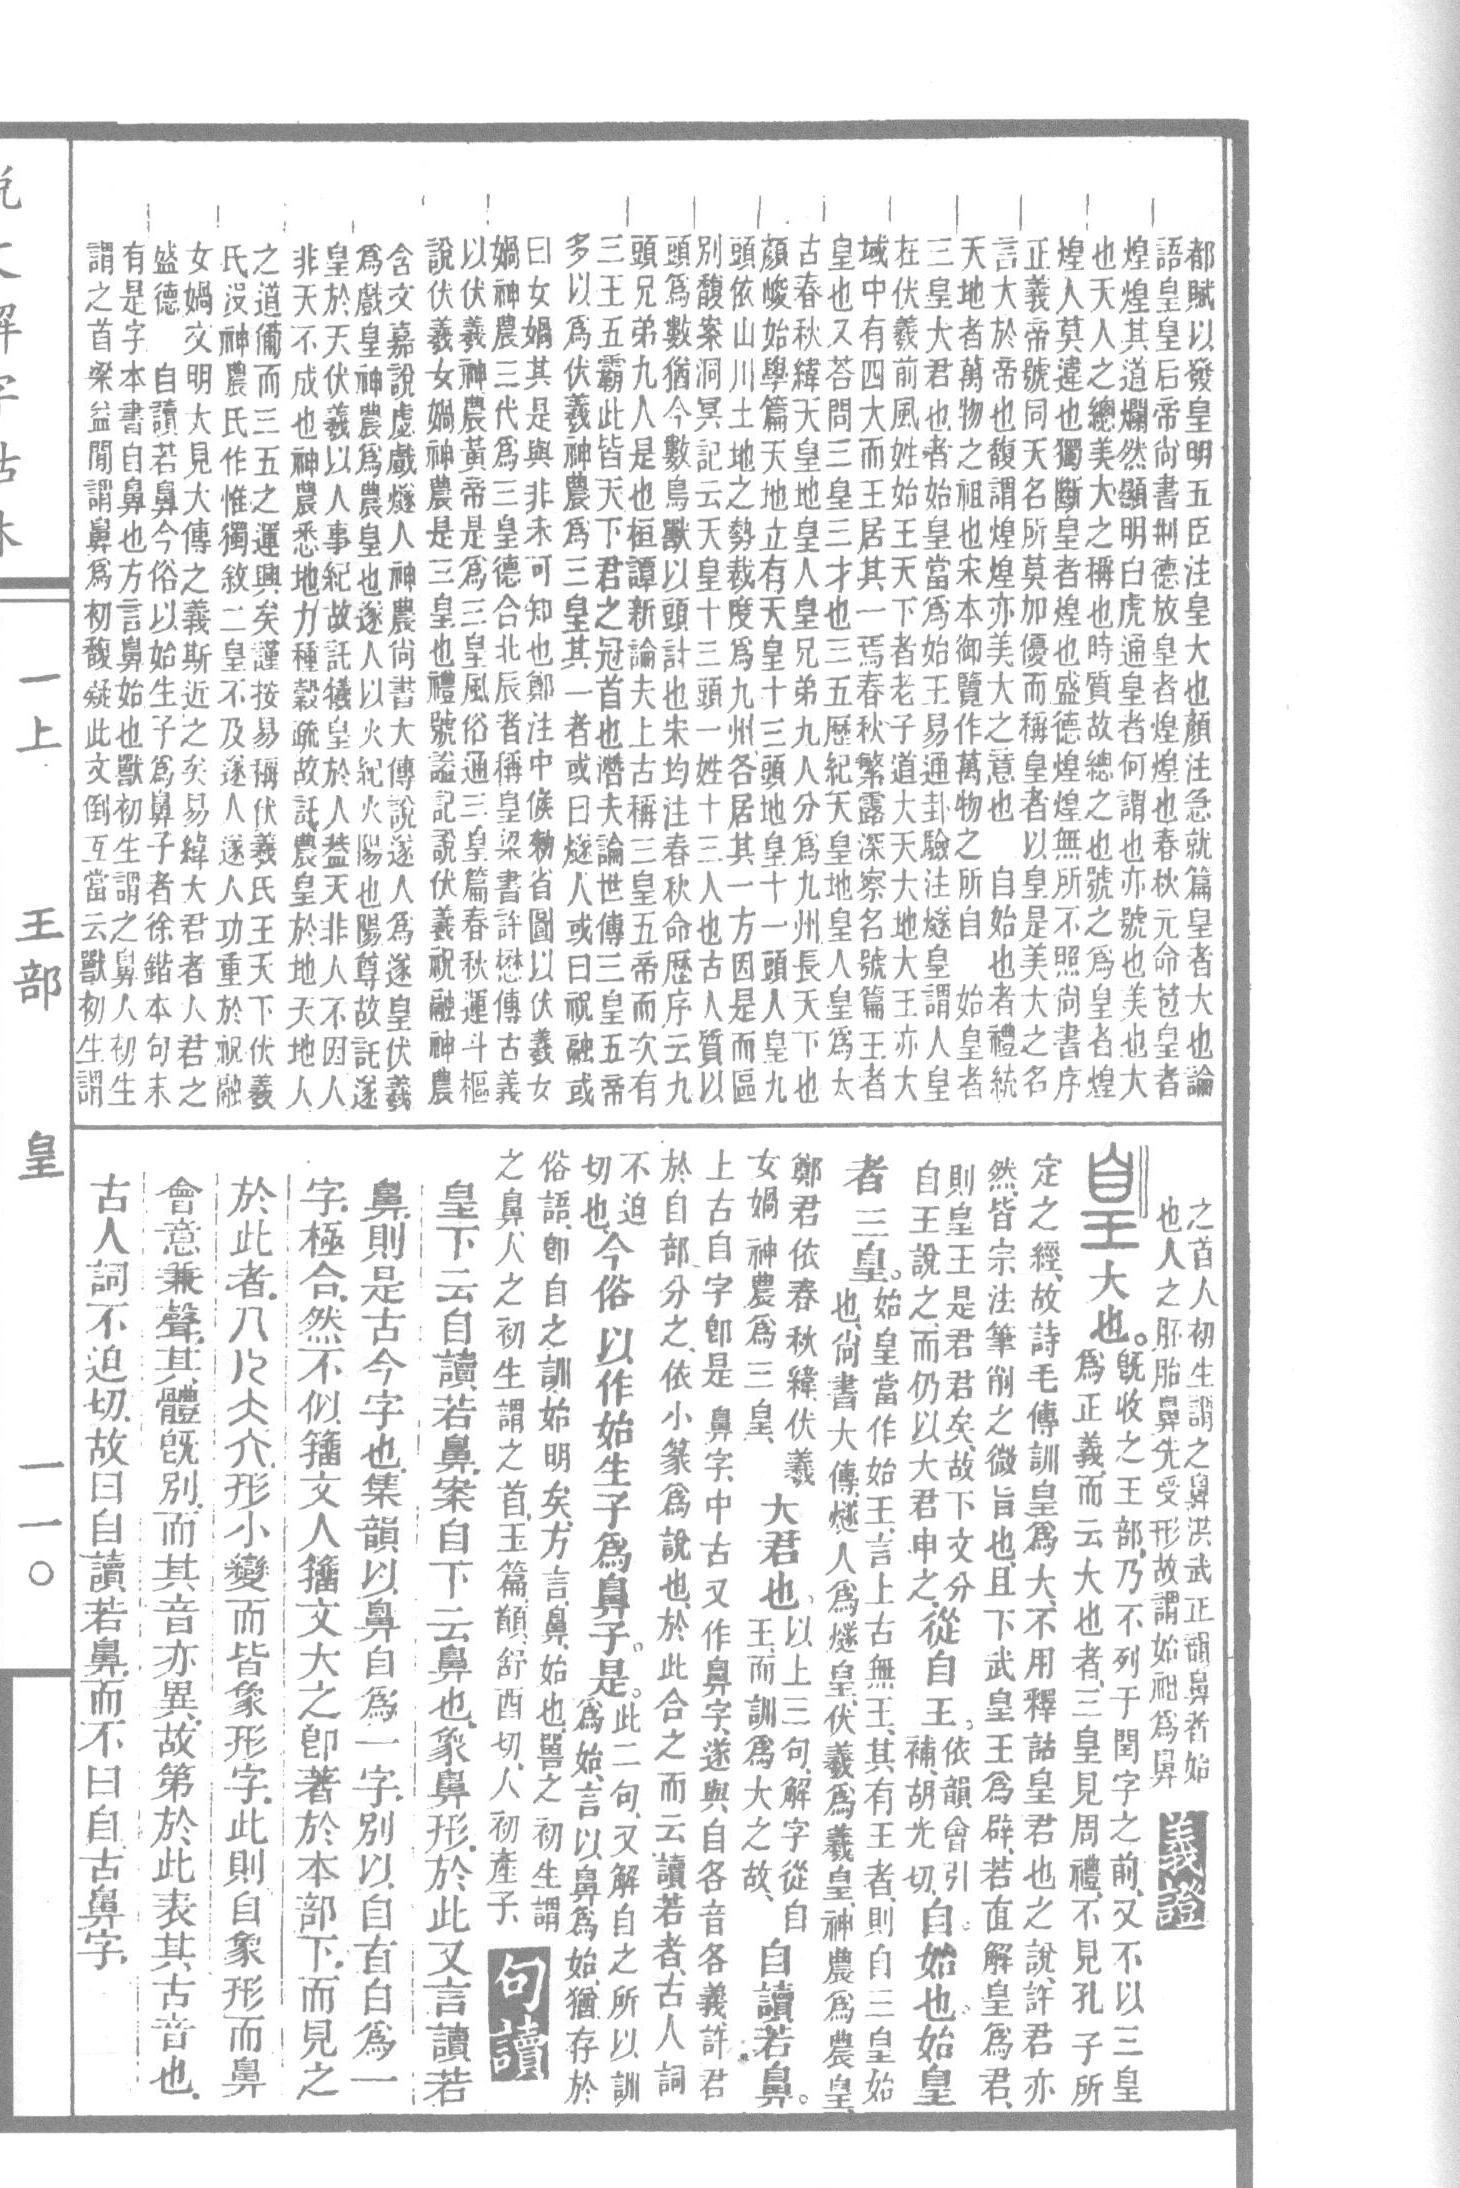 都賦以發皇明五臣注皇大也顏注急就篇皇者大也論
語皇皇后帝尚書刑德放皇者煌煌也春秋元命苞皇者
煌煌其道爛然顯明白虎通皇者何謂也亦號也美也大
也天人之總美大之稱也時質故總之也號之為皇者煌
煌人莫違也獨斷皇者煌也盛德煌煌無所不照尚書序
正義帝號同天名所莫加優而稱皇者以皇是美大之名
言大於帝也馥謂煌煌亦美大之意也　自始也者禮統
天地者萬物之祖也宋本御覽作萬物之所自　始皇者
三皇大君也者始皇當為始王易通卦驗注燧皇謂人皇
在伏羲前風姓始王天下者老子道大天大地大王亦大
域中有四大而王居其一焉春秋繁露深察名號篇王者
皇也又荅問三皇三才也三五歷紀天皇地皇人皇為太
古春秋緯天皇地皇人皇兄弟九人分為九州長天下也
顏峻始學篇天地立有天皇十三頭地皇十一頭人皇九
頭依山川土地之勢裁度為九州各居其一方因是而區
別馥案洞冥記云天皇十三頭一姓十三人也古人質以
頭為數猶今數鳥獸以頭計也宋均注春秋命歷序云九
頭兄弟九人是也桓譚新論夫上古稱三皇五帝而次有
三王五霸此皆天下君之冠首也潛夫論世傳三皇五帝
多以為伏羲神農為三皇其一者或曰燧人或曰祝融或
曰女媧其是與非未可知也鄭注中候勑省圖以伏羲女
媧神農三代為三皇德合北辰者稱皇梁書許懋傳古義
以伏羲神農黃帝是為三皇風俗通三皇篇春秋運斗樞
說伏羲女媧神農是三皇也禮號謚記說伏羲祝融神農
含文嘉說虙戲燧人神農尚書大傳說遂人為遂皇伏羲
為戲皇神農為農皇也遂人以火紀火陽也陽尊故託遂
皇於天伏羲以人事紀故託犧皇於人葢天非人不因人
非天不成也神農悉地力種穀疏故託農皇於地天地人
之道備而三五之運興矣謹按易稱伏羲氏王天下伏羲
氏沒神農氏作惟獨敘二皇不及遂人遂人功重於祝融
女媧文明大見大傳之義斯近之矣易緯大君者人君之
盛德　自讀若鼻今俗以始生子為鼻子者徐鍇本句末
有是字本書自鼻也方言鼻始也獸初生謂之鼻人初生
謂之首梁益閒謂鼻為初馥疑此文倒互當云獸初生謂
之首人初生謂之鼻洪武正韻鼻者始
也人之胚胎鼻先受形故謂始祖為鼻
義證
皇大也。既收之王部、乃不列于閏字之前、又不以三皇
為正義、而云大也者、三皇見周禮、不見孔子所
定之經、故詩毛傳訓皇為大、不用釋詁皇君也之說、許君亦
然、皆宗法筆削之微旨也、且下武皇王為辟、若直解皇為君、
則皇王是君君矣、故下文分
自王說之、而仍以大君申之、從自王。依韻會引
補、胡光切、自始也。始皇
者三皇。始皇當作始王、言上古無王、其有王者、則自三皇始
也、尚書大傳、燧人為燧皇、伏羲為羲皇、神農為農皇、
鄭君依春秋緯、伏羲
女媧神農為三皇、大君也。以上三句、解字從自
王、而訓為大之故、自讀若鼻。
上古自字即是鼻字、中古又作鼻字、遂與自各音各義許君
於自部分之、依小篆為說也、於此合之而云、讀若者、古人詞
不迫
切也、今俗以作始生子為鼻子。是。此二句、又解自之所以訓
為始、言以鼻為始、猶存於
俗語、卽自之訓始明矣、方言、鼻、始也、嘼之初生謂
之鼻、人之初生謂之首、玉篇、䭫、舒酉切、人初產子、
句讀
皇下云自讀若鼻、案自下云鼻也、象鼻形、於此又言讀若
鼻、則是古今字也、集韻以鼻自為一字、別以自𦣹白為一
字、極合、然不似籀文人籀文大之卽著於本部下、而見之
於此者、八𠘲大亣、形小變而皆象形字、此則自象形而鼻
會意兼聲、其體旣別、而其音亦異、故第於此表其古音也、
古人詞不迫切、故曰自讀若鼻、而不曰自、古鼻字、
一上　王部　皇
一一〇